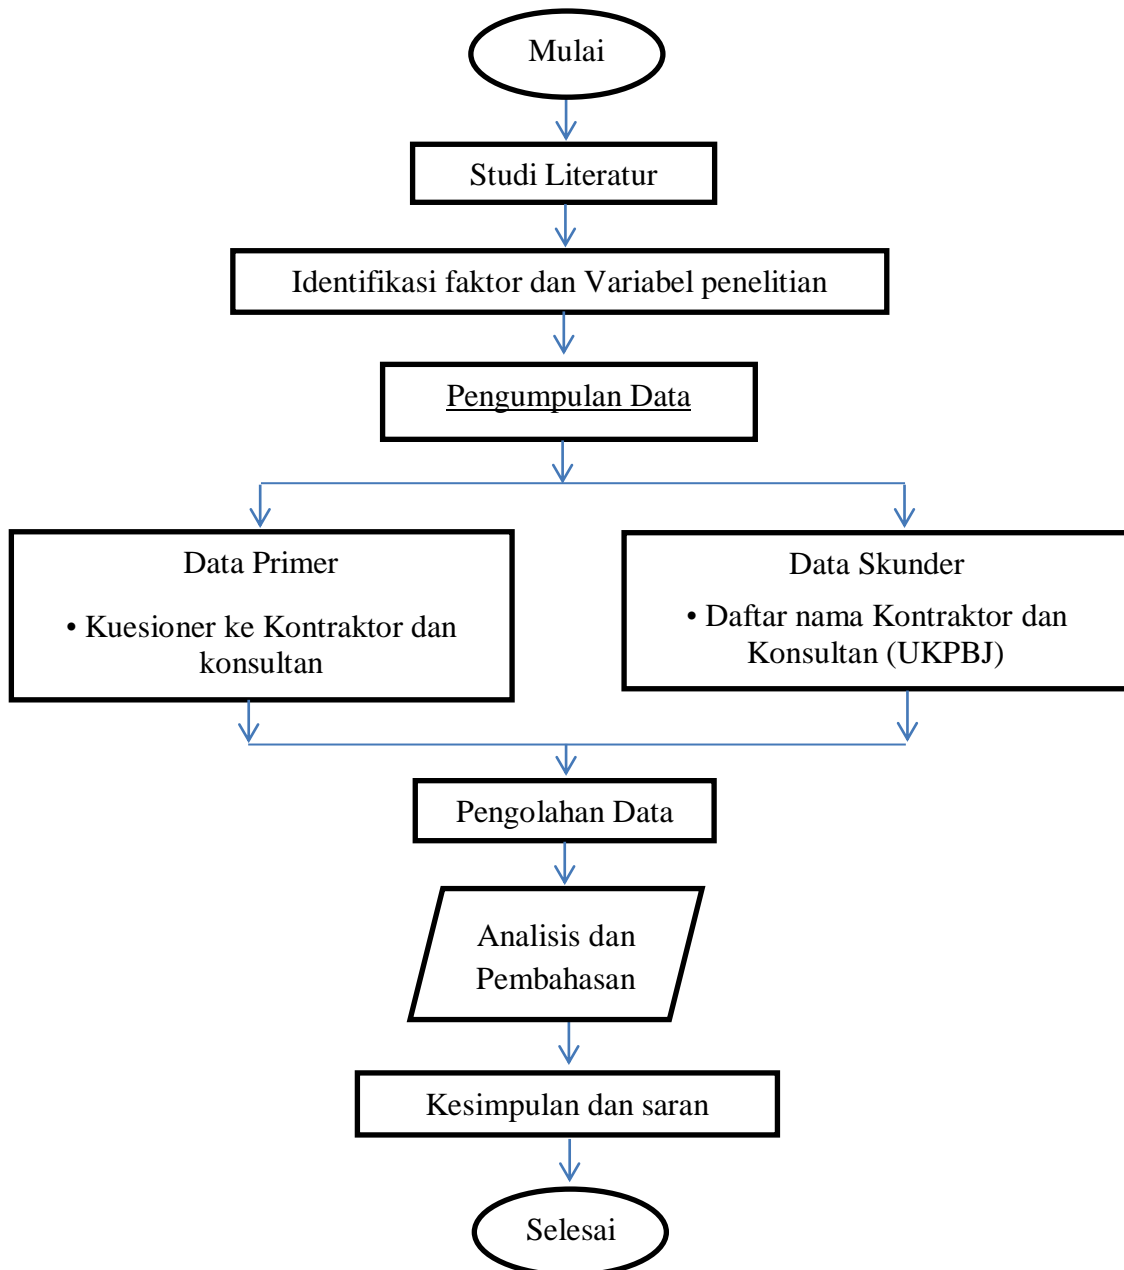 Mulai
Studi Literatur
Identifikasi faktor dan Variabel penelitian
Pengumpulan Data
Data Primer
• Kuesioner ke Kontraktor dan
konsultan
Data Skunder
• Daftar nama Kontraktor dan
Konsultan (UKPBJ)
Pengolahan Data
Analisis dan
Pembahasan
Kesimpulan dan saran
Selesai